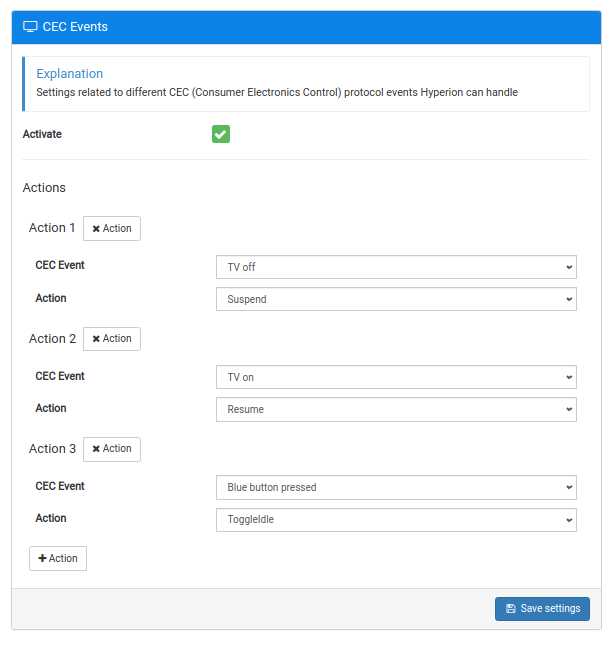 CEC Events
Explanation
Settings related to different CEC (Consumer Electronics Control) protocol events Hyperion can handle
Activate
Actions
Action 1 Action
CEC Event TV off
Action Suspend
Action 2 Action
CEC Event TV on
Action Resume
Action 3 Action
CEC Event Blue button pressed
Action ToggleIdle
Action
Save settings